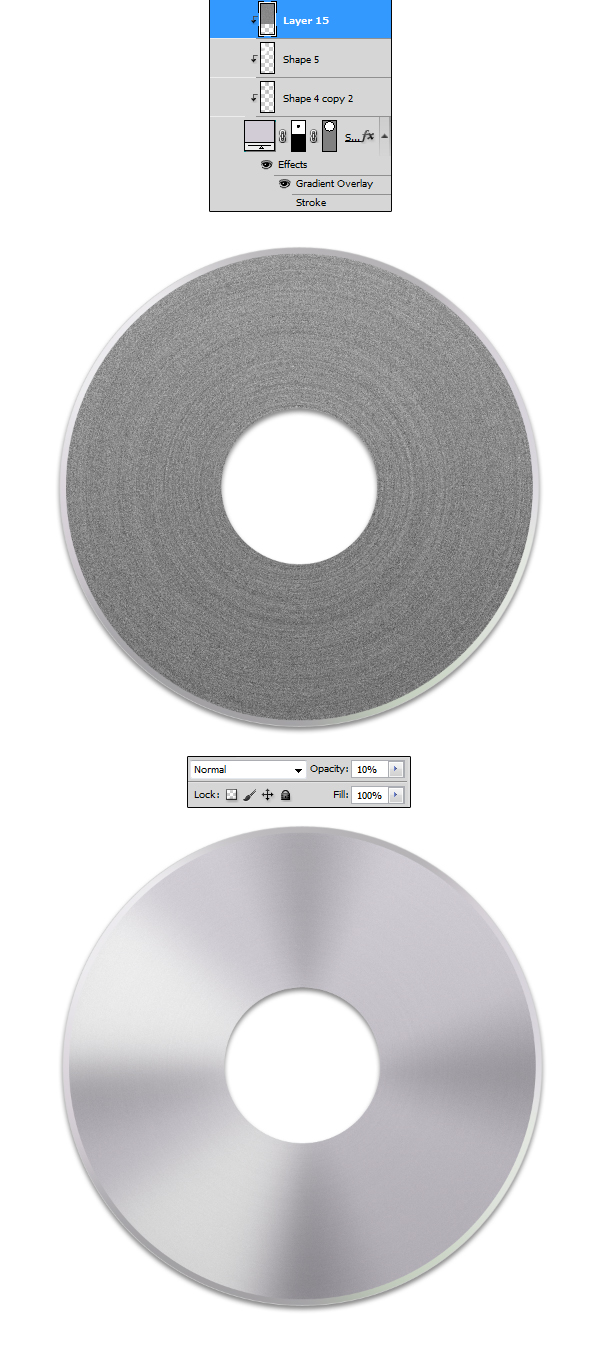 Layer 15
Shape 5
Shape 4 copy 2
S... fx
Effects
Gradient Overlay
Stroke
Normal Opacity: 10%
Lock: Fill: 100%